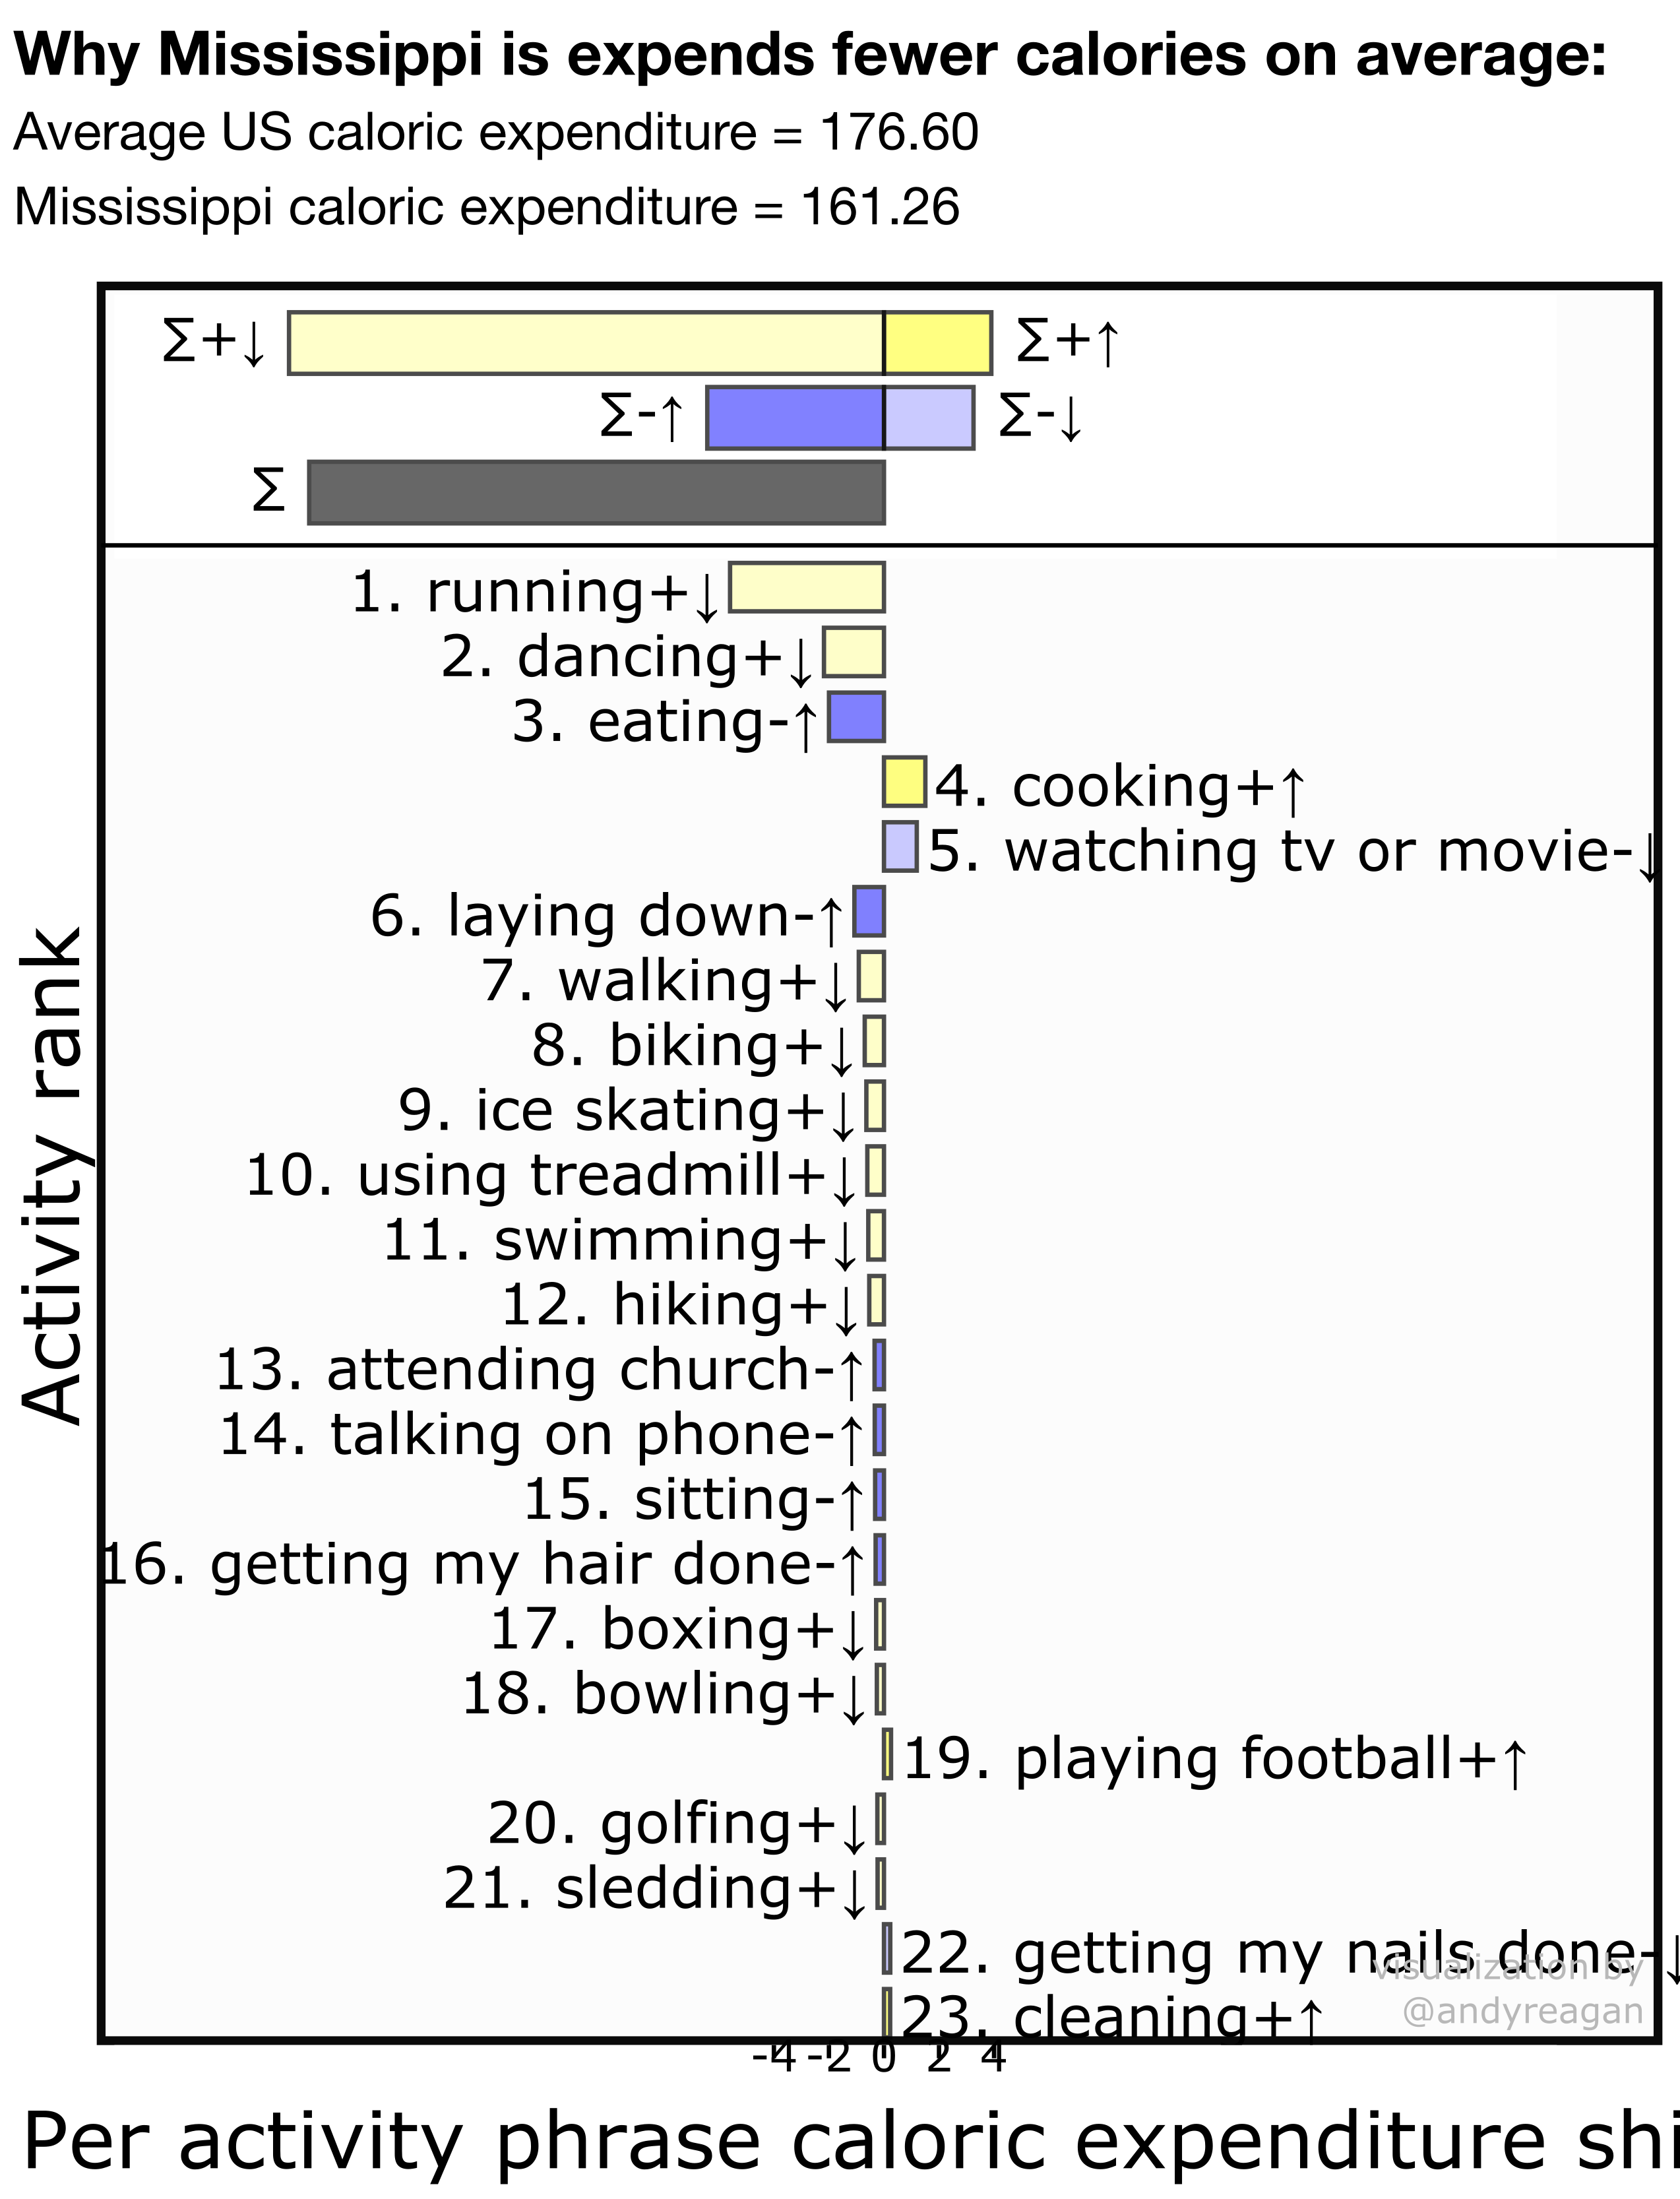 Why Mississippi is expends fewer calories on average:
Average US caloric expenditure = 176.60
Mississippi caloric expenditure = 161.26
∑+↓ ∑+↑
∑-↑ ∑-↓
∑
Activity rank
1. running+↓
2. dancing+↓
3. eating-↑
4. cooking+↑
5. watching tv or movie-↓
6. laying down-↑
7. walking+↓
8. biking+↓
9. ice skating+↓
10. using treadmill+↓
11. swimming+↓
12. hiking+↓
13. attending church-↑
14. talking on phone-↑
15. sitting-↑
16. getting my hair done-↑
17. boxing+↓
18. bowling+↓
19. playing football+↑
20. golfing+↓
21. sledding+↓
22. getting my nails done-↓
visualization by
@andyreagan
23. cleaning+↑
-4 -2 0 2 4
Per activity phrase caloric expenditure shi